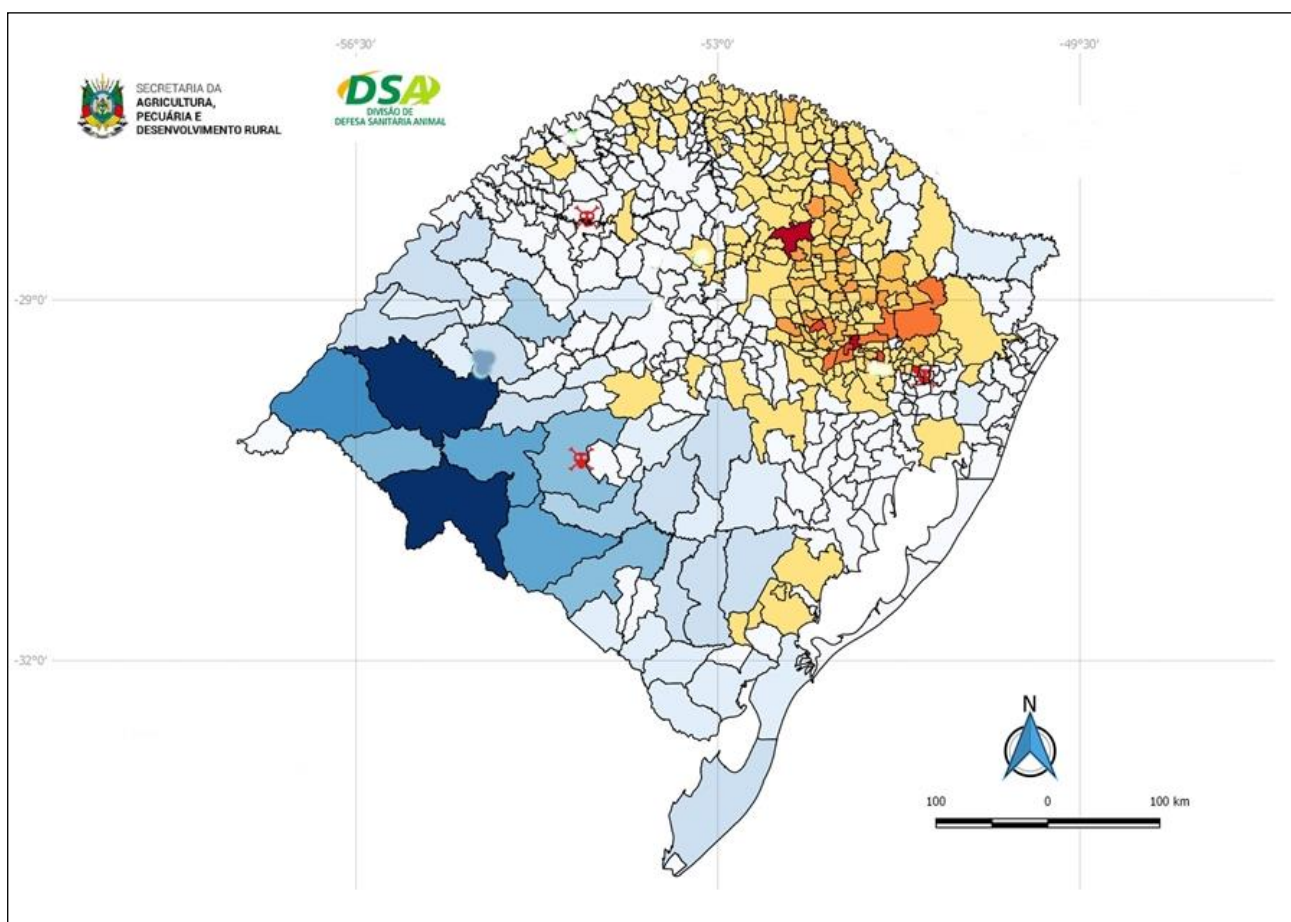 -56°30'
-53°0'
-49°30'
SECRETARIA DA
AGRICULTURA,
PECUÁRIA E
DESENVOLVIMENTO RURAL
DSA
DIVISÃO DE
DEFESA SANITÁRIA ANIMAL
-29°0'
-32°0'
N
100 0 100 km